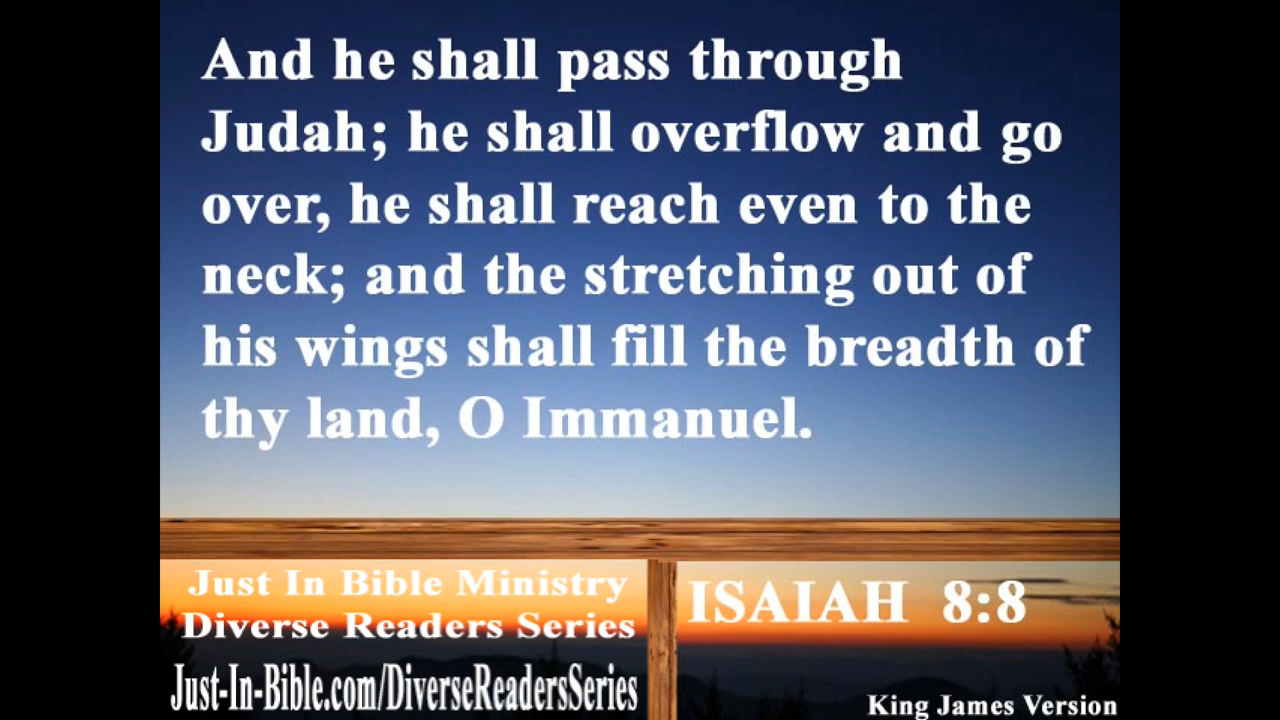 And he shall pass through
Judah; he shall overflow and go
over, he shall reach even to the
neck; and the stretching out of
his wings shall fill the breadth of
thy land, O Immanuel.
Just In Bible Ministry
Diverse Readers Series
Just-In-Bible.com/DiverseReadersSeries
ISAIAH 8:8
King James Version